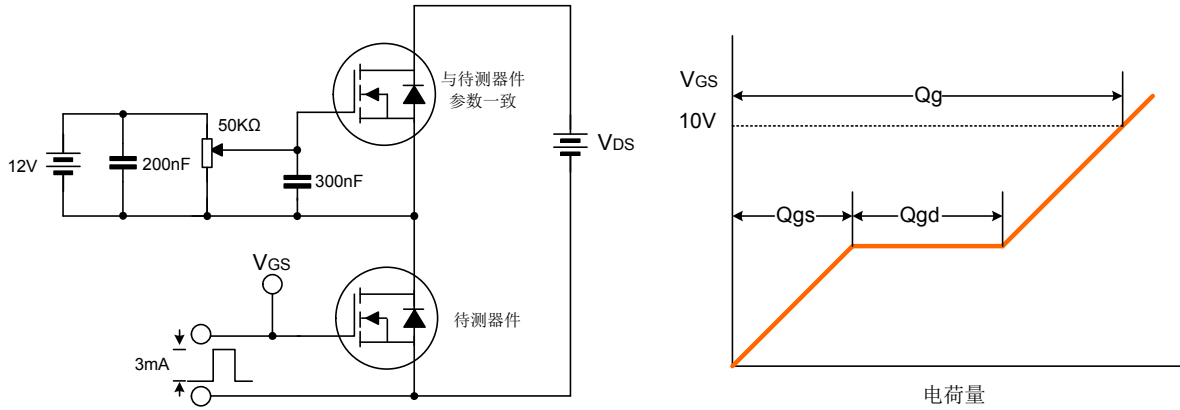 与待测器件
参数一致
50KΩ
12V
200nF
300nF
VDS
VGS
待测器件
3mA
VGS
Qg
10V
Qgs
Qgd
电荷量